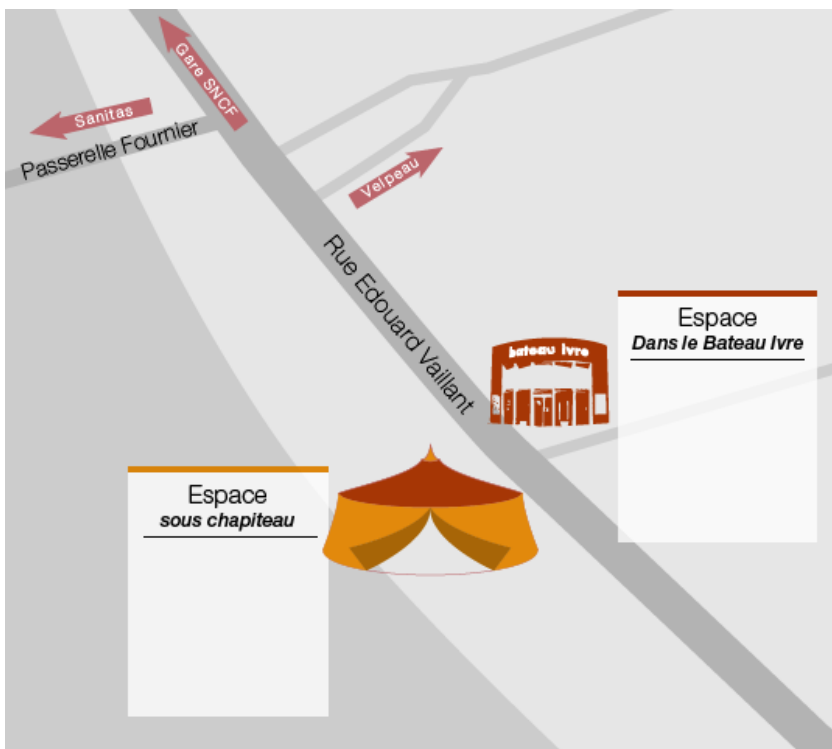 Gare SNCF
Sanitas
Passerelle Fournier
Velpeau
Rue Edouard Vaillant
Espace
Dans le Bateau Ivre
bateau ivre
Espace
sous chapiteau